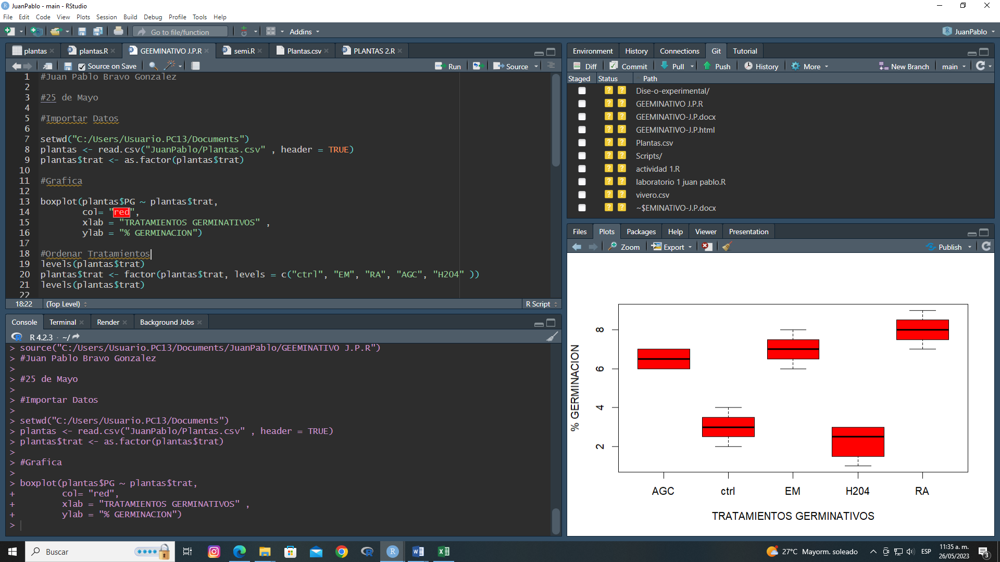 JuanPablo - main - RStudio
File Edit Code View Plots Session Build Debug Profile Tools Help
Go to file/function Addins JuanPablo
plantas plantas.R GEEMINATIVO J.P.R semi.R Plantas.csv PLANTAS 2.R
Source on Save Run Source
1 #Juan Pablo Bravo Gonzalez
2
3 #25 de Mayo
4
5 #Importar Datos
6
7 setwd("C:/Users/Usuario.PC13/Documents")
8 plantas <- read.csv("JuanPablo/Plantas.csv" , header = TRUE)
9 plantas$trat <- as.factor(plantas$trat)
10
11 #Grafica
12
13 boxplot(plantas$PG ~ plantas$trat,
14 col= "red",
15 xlab = "TRATAMIENTOS GERMINATIVOS" ,
16 ylab = "% GERMINACION")
17
18 #Ordenar Tratamientos
19 levels(plantas$trat)
20 plantas$trat <- factor(plantas$trat, levels = c("ctrl", "EM", "RA", "AGC", "H2O4" ))
21 levels(plantas$trat)
22
18:22 (Top Level) R Script
Console Terminal Render Background Jobs
R 4.2.3 · ~/
> source("C:/Users/Usuario.PC13/Documents/JuanPablo/GEEMINATIVO J.P.R")
> #Juan Pablo Bravo Gonzalez
>
> #25 de Mayo
>
> #Importar Datos
>
> setwd("C:/Users/Usuario.PC13/Documents")
> plantas <- read.csv("JuanPablo/Plantas.csv" , header = TRUE)
> plantas$trat <- as.factor(plantas$trat)
>
> #Grafica
>
> boxplot(plantas$PG ~ plantas$trat,
+ col= "red",
+ xlab = "TRATAMIENTOS GERMINATIVOS" ,
+ ylab = "% GERMINACION")
>
Environment History Connections Git Tutorial
Diff Commit Pull Push History More New Branch main
Staged Status Path
? ? Dise-o-experimental/
? ? GEEMINATIVO J.P.R
? ? GEEMINATIVO-J.P.docx
? ? GEEMINATIVO-J.P.html
? ? Plantas.csv
? ? Scripts/
? ? actividad 1.R
? ? laboratorio 1 juan pablo.R
? ? vivero.csv
? ? ~$EMINATIVO-J.P.docx
Files Plots Packages Help Viewer Presentation
Zoom Export Publish
% GERMINACION
8
6
4
2
AGC ctrl EM H204 RA
TRATAMIENTOS GERMINATIVOS
Buscar
27°C Mayorm. soleado
ESP
11:35 a. m.
26/05/2023
3